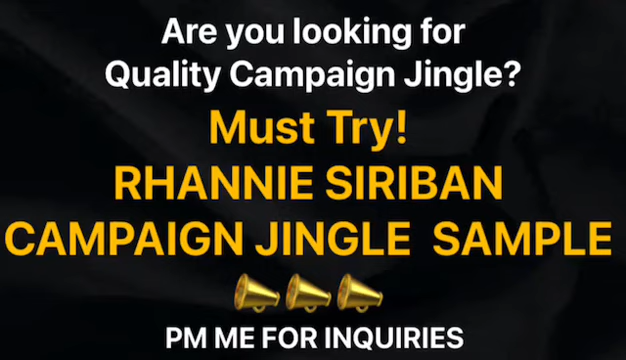 Are you looking for
Quality Campaign Jingle?
Must Try!
RHANNIE SIRIBAN
CAMPAIGN JINGLE SAMPLE
PM ME FOR INQUIRIES